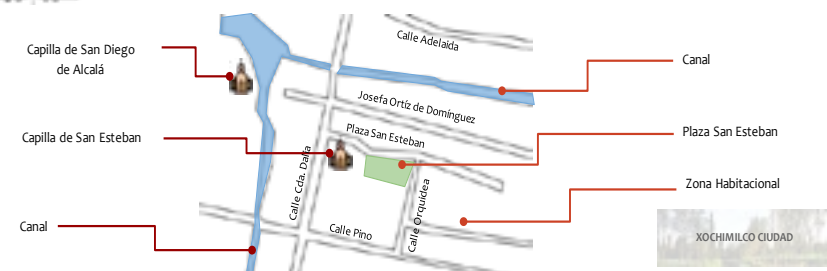 Capilla de San Diego
de Alcalá
Capilla de San Esteban
Canal
Calle Adelaida
Josefa Ortíz de Domínguez
Plaza San Esteban
Calle Cda. Dalia
Calle Pino
Calle Orquidea
Canal
Plaza San Esteban
Zona Habitacional
XOCHIMILCO CIUDAD